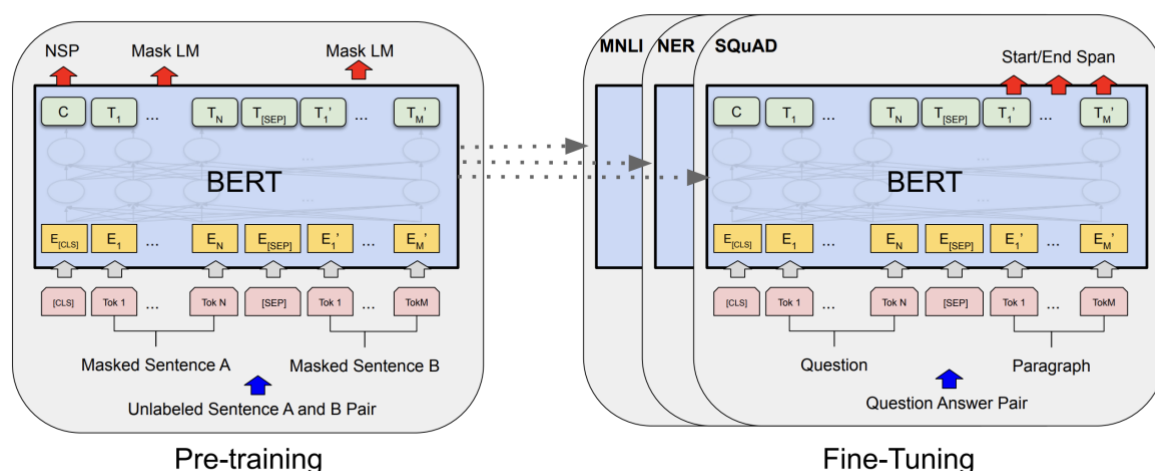 NSP Mask LM Mask LM
C T1 ... TN T[SEP] T1' ... TM'
...
...
BERT
E[CLS] E1 ... EN E[SEP] E1' ... EM'
[CLS] Tok 1 ... Tok N [SEP] Tok 1 ... TokM
Masked Sentence A Masked Sentence B
Unlabeled Sentence A and B Pair
Pre-training
MNLI NER SQuAD
Start/End Span
C T1 ... TN T[SEP] T1' ... TM'
...
...
BERT
E[CLS] E1 ... EN E[SEP] E1' ... EM'
[CLS] Tok 1 ... Tok N [SEP] Tok 1 ... TokM
Question Paragraph
Question Answer Pair
Fine-Tuning